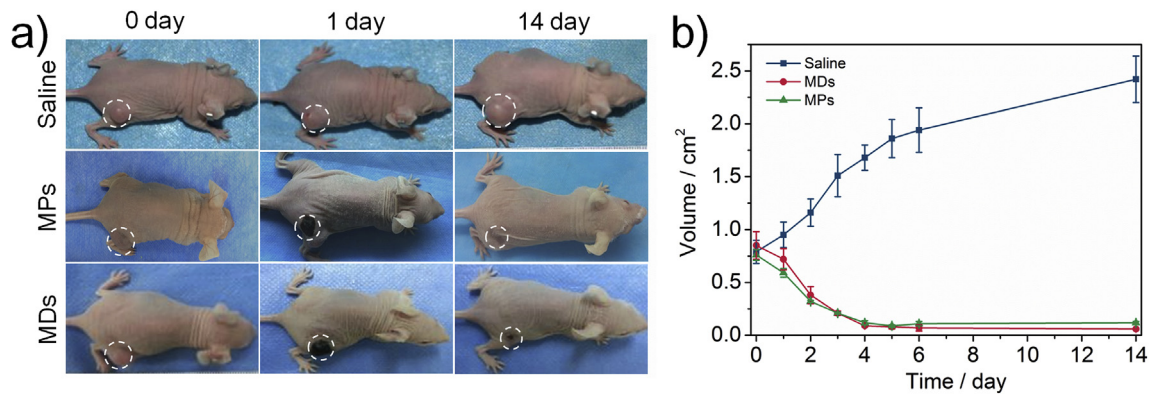 a)
0 day 1 day 14 day
Saline
MPs
MDs
b)
Volume / cm²
2.5
2.0
1.5
1.0
0.5
0.0
Saline
MDs
MPs
0 2 4 6 8 10 12 14
Time / day